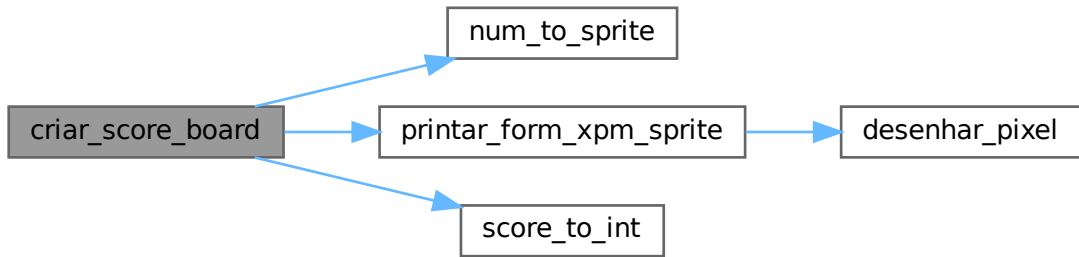 num_to_sprite
criar_score_board
printar_form_xpm_sprite
desenhar_pixel
score_to_int